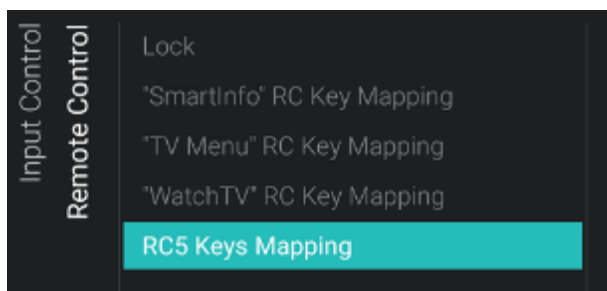 Input Control
Remote Control
Lock
"SmartInfo" RC Key Mapping
"TV Menu" RC Key Mapping
"WatchTV" RC Key Mapping
RC5 Keys Mapping